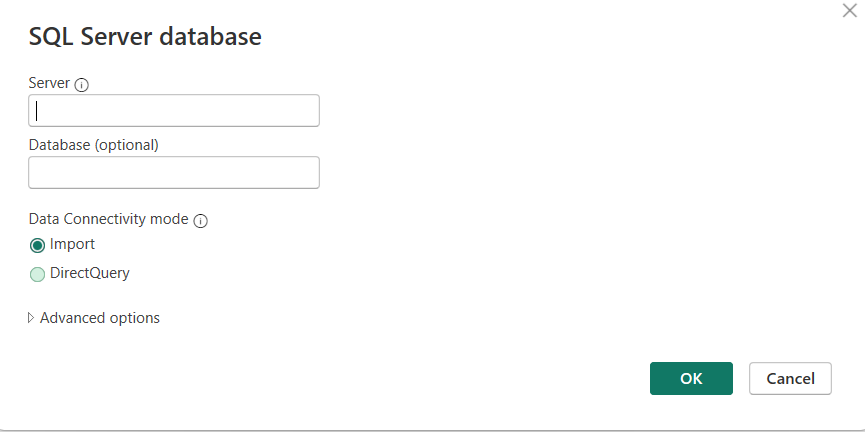 SQL Server database
Server
Database (optional)
Data Connectivity mode
Import
DirectQuery
Advanced options
OK Cancel